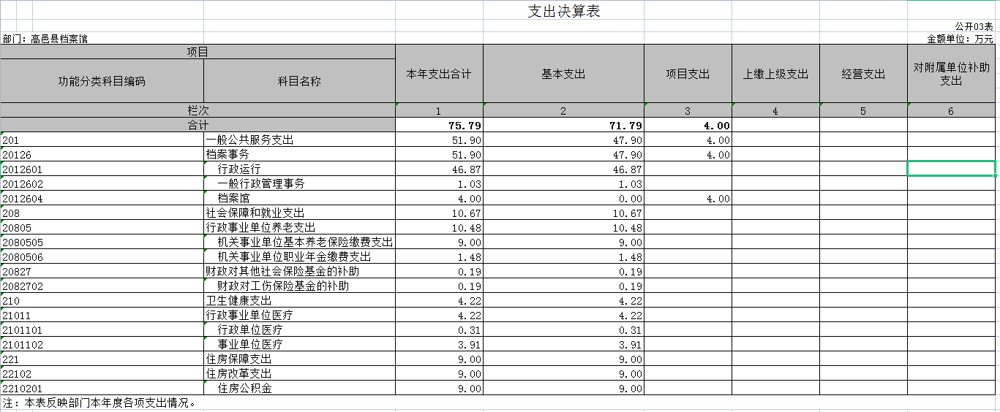 支出决算表
公开03表
部门：高邑县档案馆 金额单位：万元
项目 本年支出合计 基本支出 项目支出 上缴上级支出 经营支出 对附属单位补助支出
功能分类科目编码 科目名称
栏次 1 2 3 4 5 6
合计 75.79 71.79 4.00
201 一般公共服务支出 51.90 47.90 4.00
20126 档案事务 51.90 47.90 4.00
2012601 行政运行 46.87 46.87
2012602 一般行政管理事务 1.03 1.03
2012604 档案馆 4.00 0.00 4.00
208 社会保障和就业支出 10.67 10.67
20805 行政事业单位养老支出 10.48 10.48
2080505 机关事业单位基本养老保险缴费支出 9.00 9.00
2080506 机关事业单位职业年金缴费支出 1.48 1.48
20827 财政对其他社会保险基金的补助 0.19 0.19
2082702 财政对工伤保险基金的补助 0.19 0.19
210 卫生健康支出 4.22 4.22
21011 行政事业单位医疗 4.22 4.22
2101101 行政单位医疗 0.31 0.31
2101102 事业单位医疗 3.91 3.91
221 住房保障支出 9.00 9.00
22102 住房改革支出 9.00 9.00
2210201 住房公积金 9.00 9.00
注：本表反映部门本年度各项支出情况。